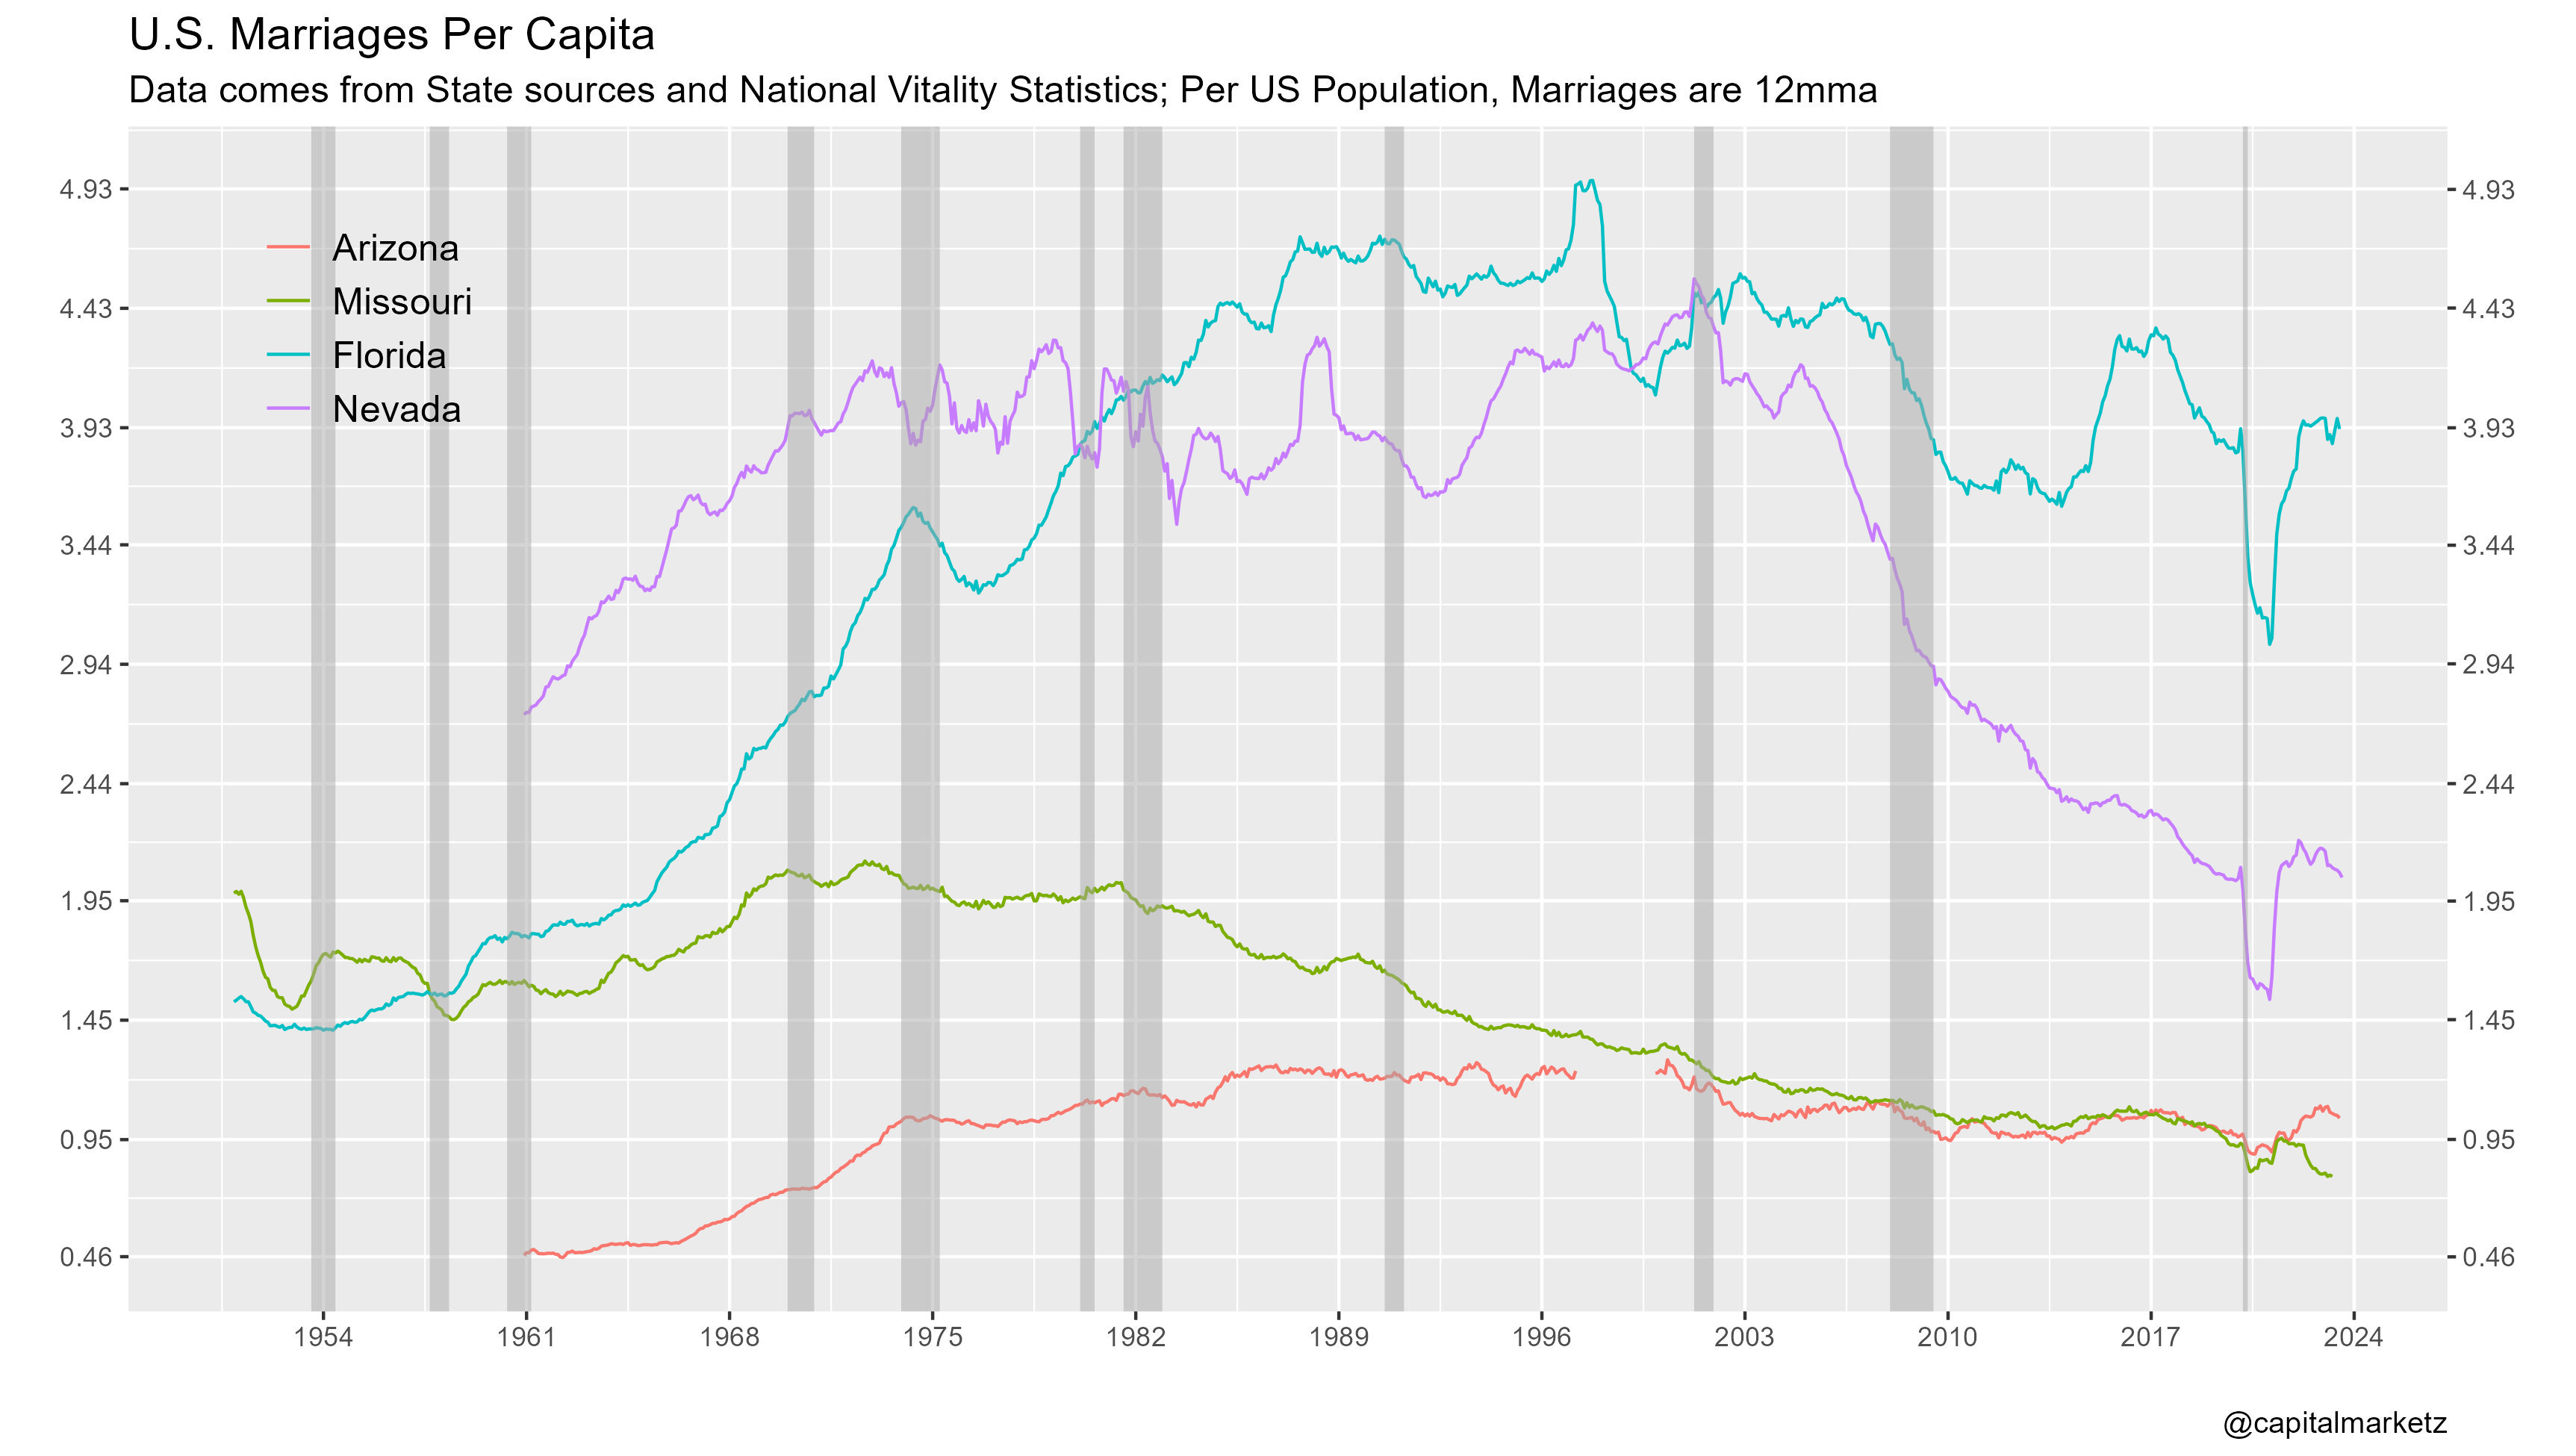 U.S. Marriages Per Capita
Data comes from State sources and National Vitality Statistics; Per US Population, Marriages are 12mma
4.93
4.43
3.93
3.44
2.94
2.44
1.95
1.45
0.95
0.46
Arizona
Missouri
Florida
Nevada
4.93
4.43
3.93
3.44
2.94
2.44
1.95
1.45
0.95
0.46
1954 1961 1968 1975 1982 1989 1996 2003 2010 2017 2024
@capitalmarketz